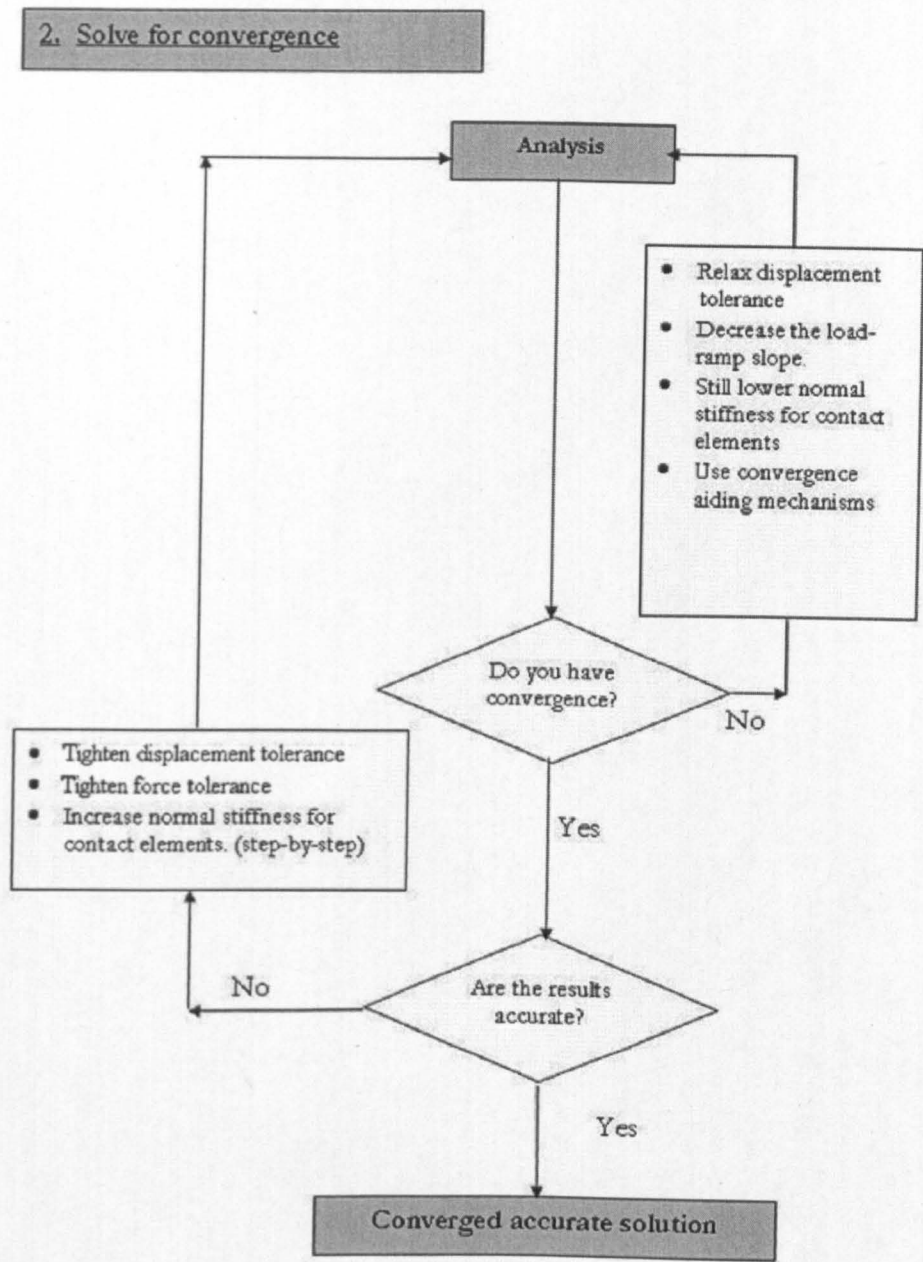 2. Solve for convergence
Analysis
• Relax displacement
tolerance
• Decrease the load-
ramp slope.
• Still lower normal
stiffness for contact
elements
• Use convergence
aiding mechanisms
Do you have
convergence?
No
• Tighten displacement tolerance
• Tighten force tolerance
• Increase normal stiffness for
contact elements. (step-by-step)
Yes
No
Are the results
accurate?
Yes
Converged accurate solution